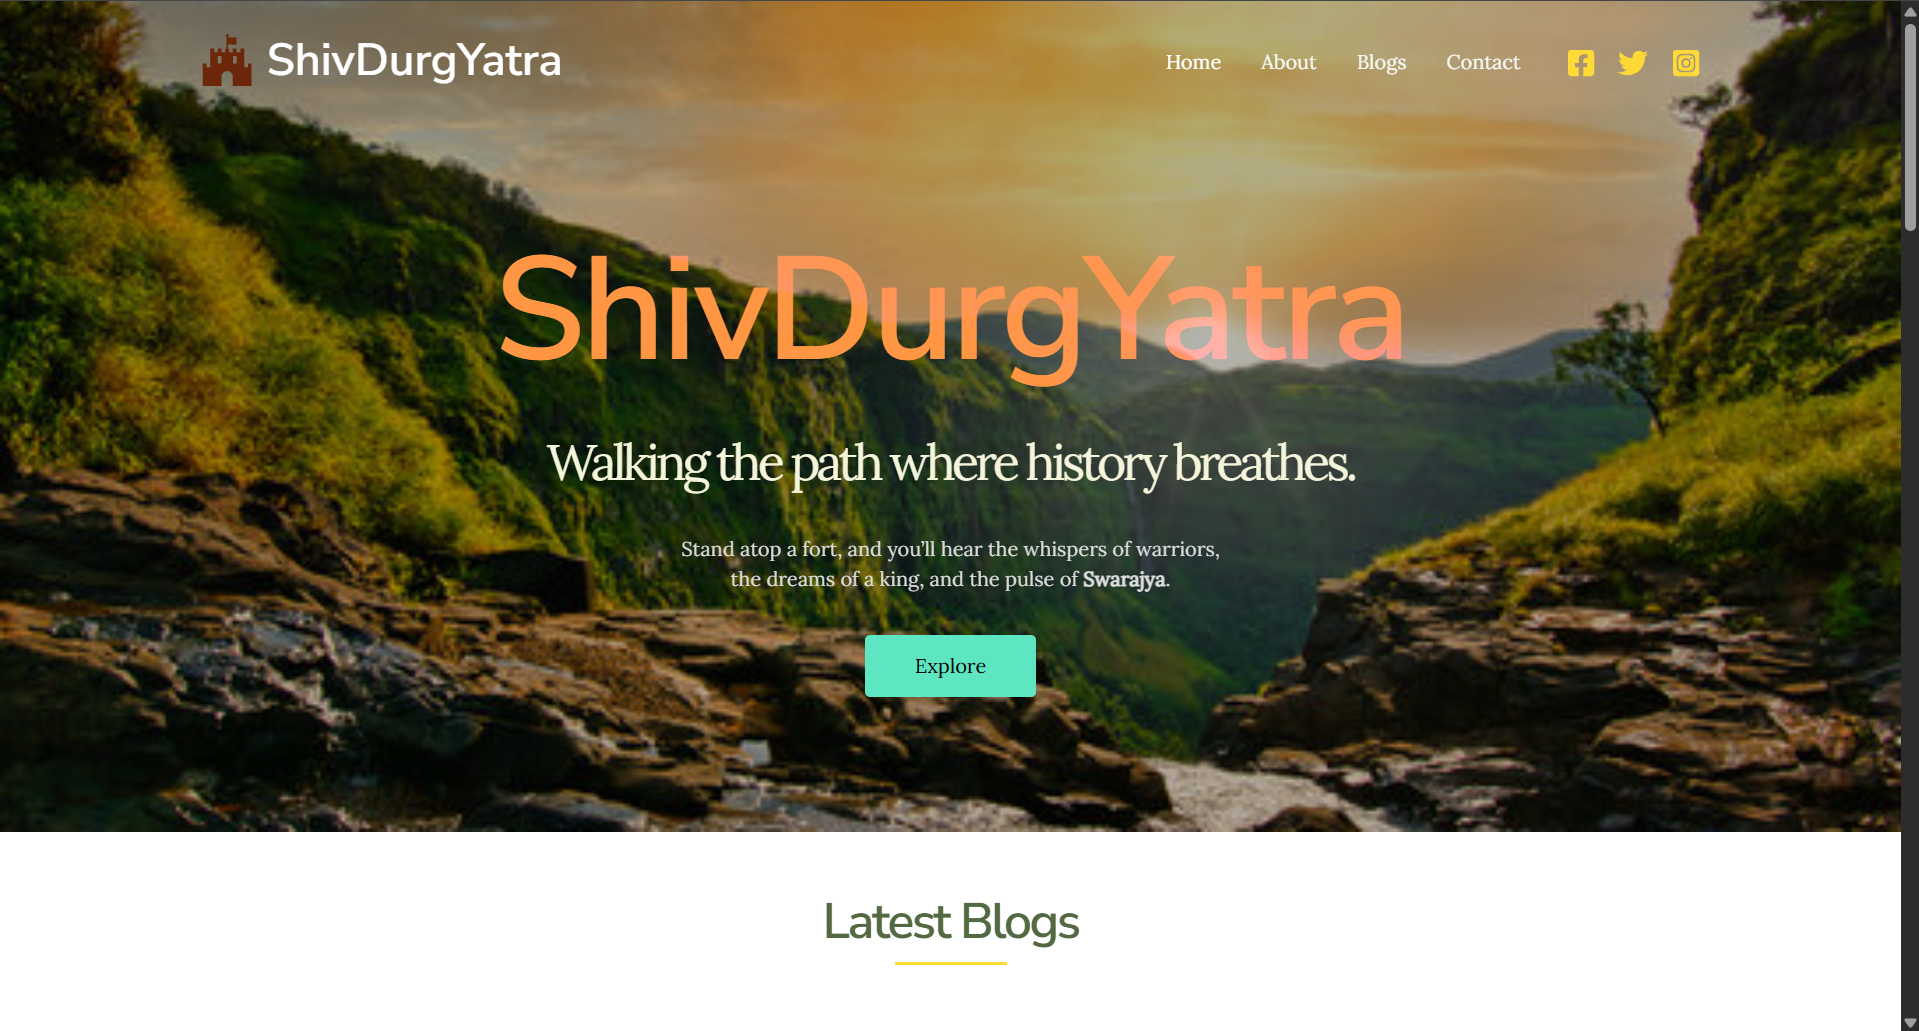 ShivDurgYatra
Home
About
Blogs
Contact
ShivDurgYatra
Walking the path where history breathes.
Stand atop a fort, and you’ll hear the whispers of warriors,
the dreams of a king, and the pulse of Swarajya.
Explore
Latest Blogs